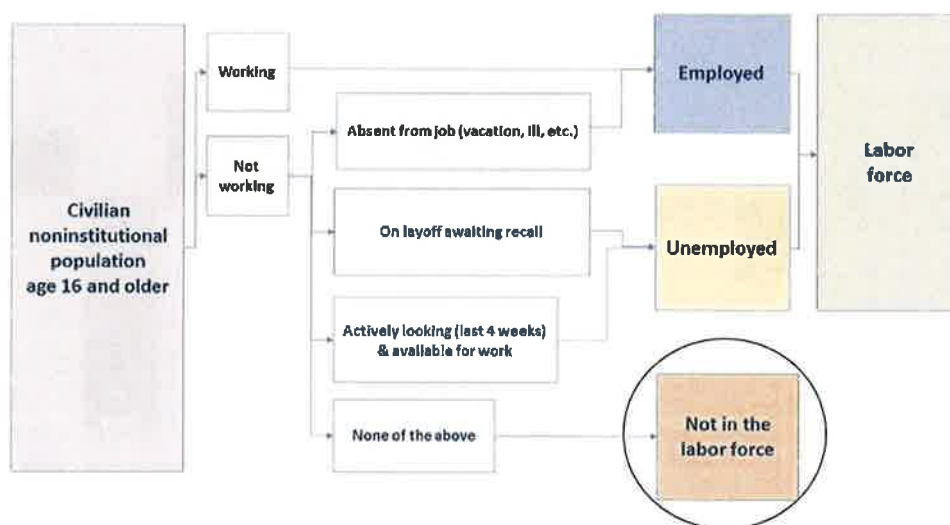 Civilian
noninstitutional
population
age 16 and older
Working
Not
working
Absent from job (vacation, ill, etc.)
On layoff awaiting recall
Actively looking (last 4 weeks)
& available for work
None of the above
Employed
Unemployed
Not in the
labor force
Labor
force